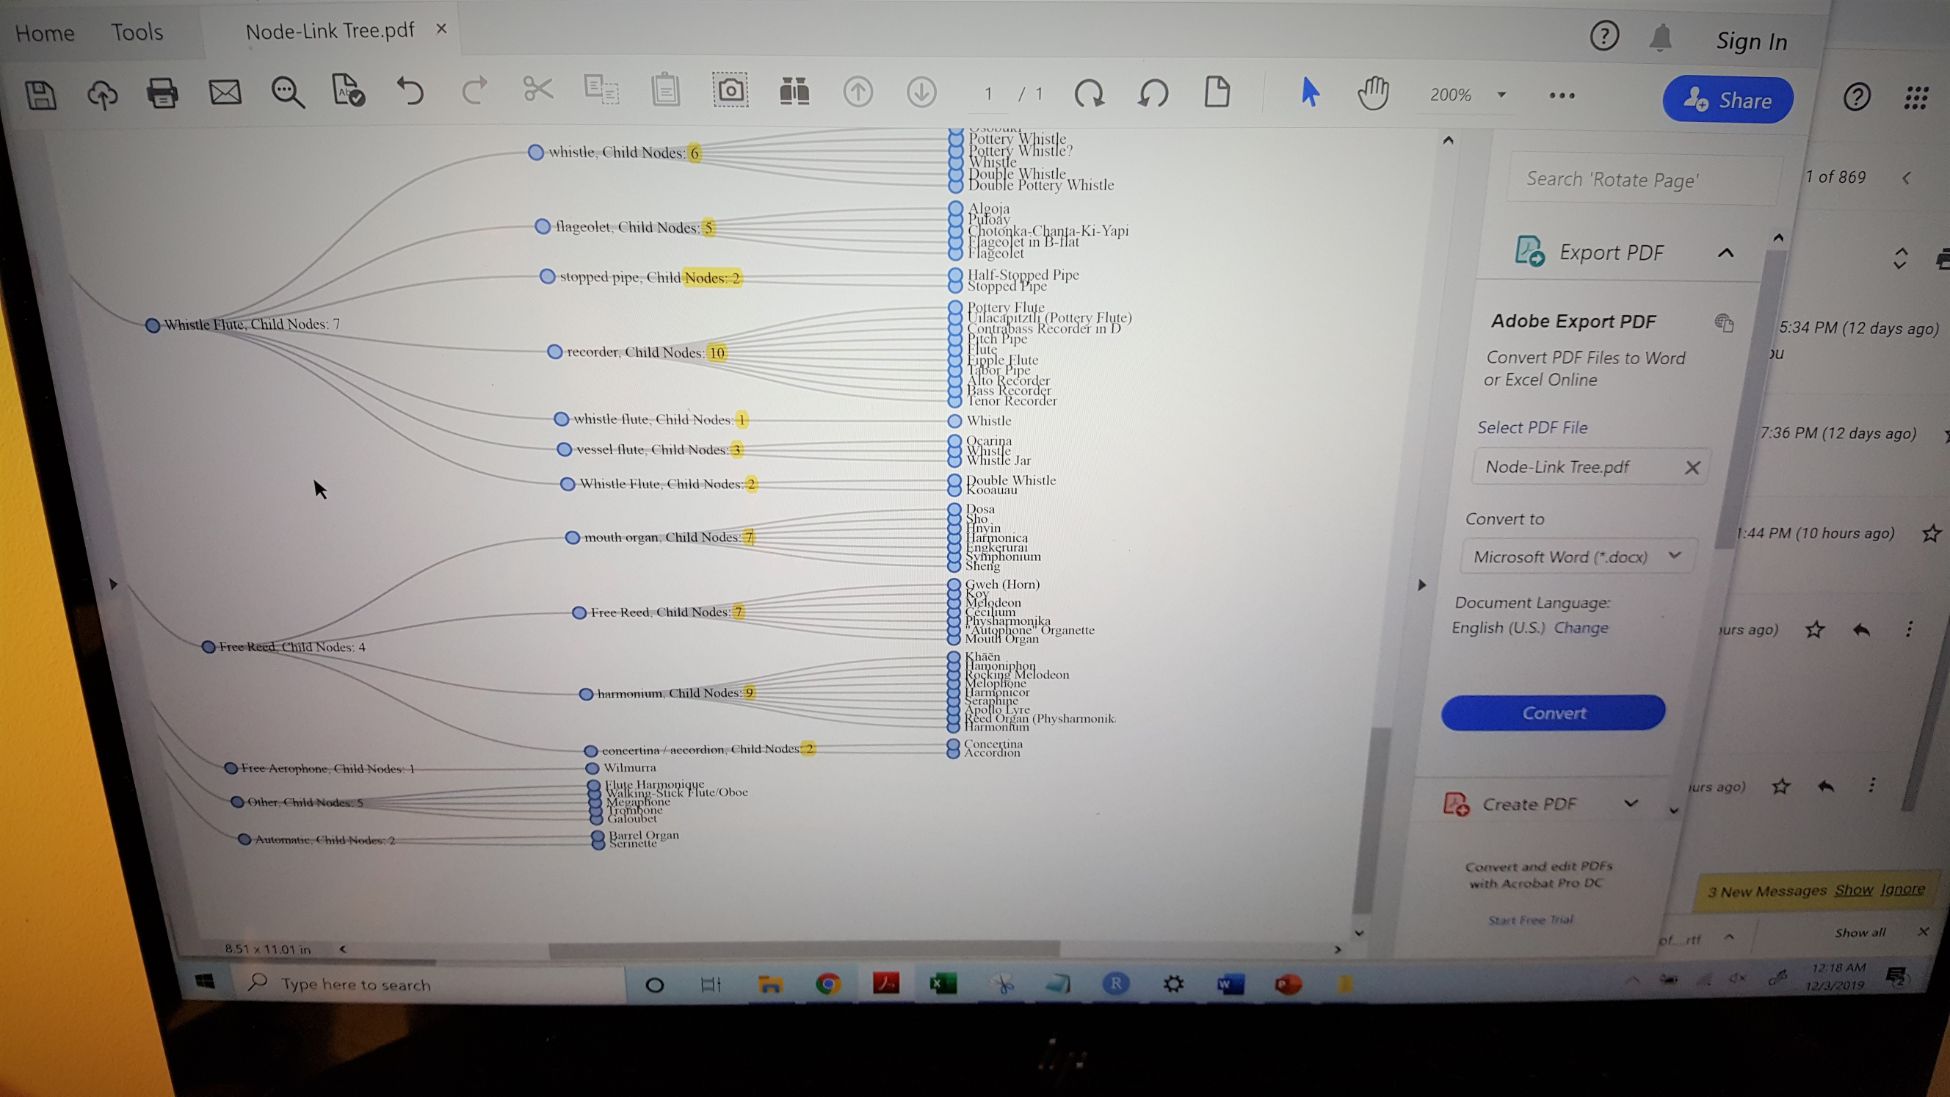 Home Tools Node-Link Tree.pdf ×
Sign In
1 / 1
200%
Share
whistle, Child Nodes: 6
Pottery Whistle
Pottery Whistle?
Whistle
Double Whistle
Double Pottery Whistle
flageolet, Child Nodes: 5
Algoja
Chotonka-Chanta-Ki-Yapi
Flageolet in B-flat
Flageolet
stopped pipe, Child Nodes: 2
Half-Stopped Pipe
Stopped Pipe
Whistle Flute, Child Nodes: 7
recorder, Child Nodes: 10
Pottery Flute
(Pottery Flute)
Contrabass Recorder in D
Pitch Pipe
Flute
Fipple Flute
Tabor Pipe
Alto Recorder
Bass Recorder
Tenor Recorder
whistle flute, Child Nodes: 1
Whistle
vessel flute, Child Nodes: 3
Ocarina
Whistle
Whistle Jar
Whistle Flute, Child Nodes: 2
Double Whistle
Kooauau
mouth organ, Child Nodes: 7
Dosa
Sho
Hnyin
Harmonica
Engkerurai
Symphonium
Sheng
Free Reed, Child Nodes: 7
Gweh (Horn)
Koy
Melodeon
Cecilium
Physharmonika
"Autophone" Organette
Mouth Organ
Free Reed, Child Nodes: 4
harmonium, Child Nodes: 9
Khäēn
Hamoniphon
Rocking Melodeon
Melophone
Harmonicor
Seraphine
Apollo Lyre
Reed Organ (Physharmonik
Harmonium
concertina / accordion, Child Nodes: 2
Concertina
Accordion
Free Aerophone, Child Nodes: 1
Wilmurra
Other, Child Nodes: 5
Flute Harmonique
Walking-Stick Flute/Oboe
Megaphone
Trombone
Galoubet
Automatic, Child Nodes: 2
Barrel Organ
Serinette
8.51 x 11.01 in
Search 'Rotate Page'
Export PDF
Adobe Export PDF
Convert PDF Files to Word
or Excel Online
Select PDF File
Node-Link Tree.pdf
Convert to
Microsoft Word (*.docx)
Document Language:
English (U.S.) Change
Convert
Create PDF
Convert and edit PDFs
with Acrobat Pro DC
Start Free Trial
1 of 869
5:34 PM (12 days ago)
7:36 PM (12 days ago)
1:44 PM (10 hours ago)
urs ago)
urs ago)
3 New Messages Show Ignore
of....rtf
Show all
Type here to search
12:18 AM
12/3/2019
hp